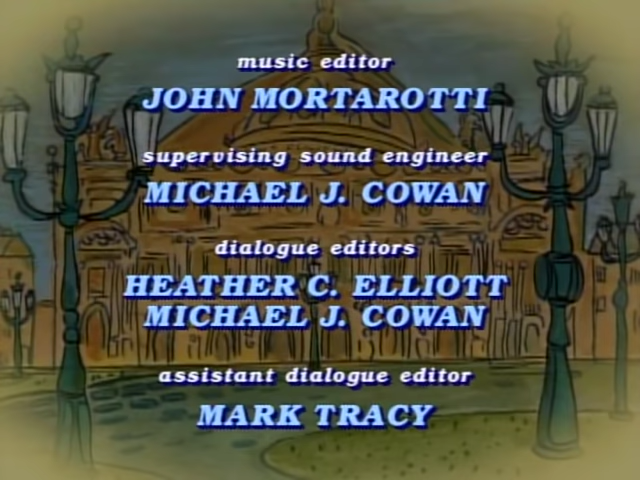 music editor
JOHN MORTAROTTI
supervising sound engineer
MICHAEL J. COWAN
dialogue editors
HEATHER C. ELLIOTT
MICHAEL J. COWAN
assistant dialogue editor
MARK TRACY